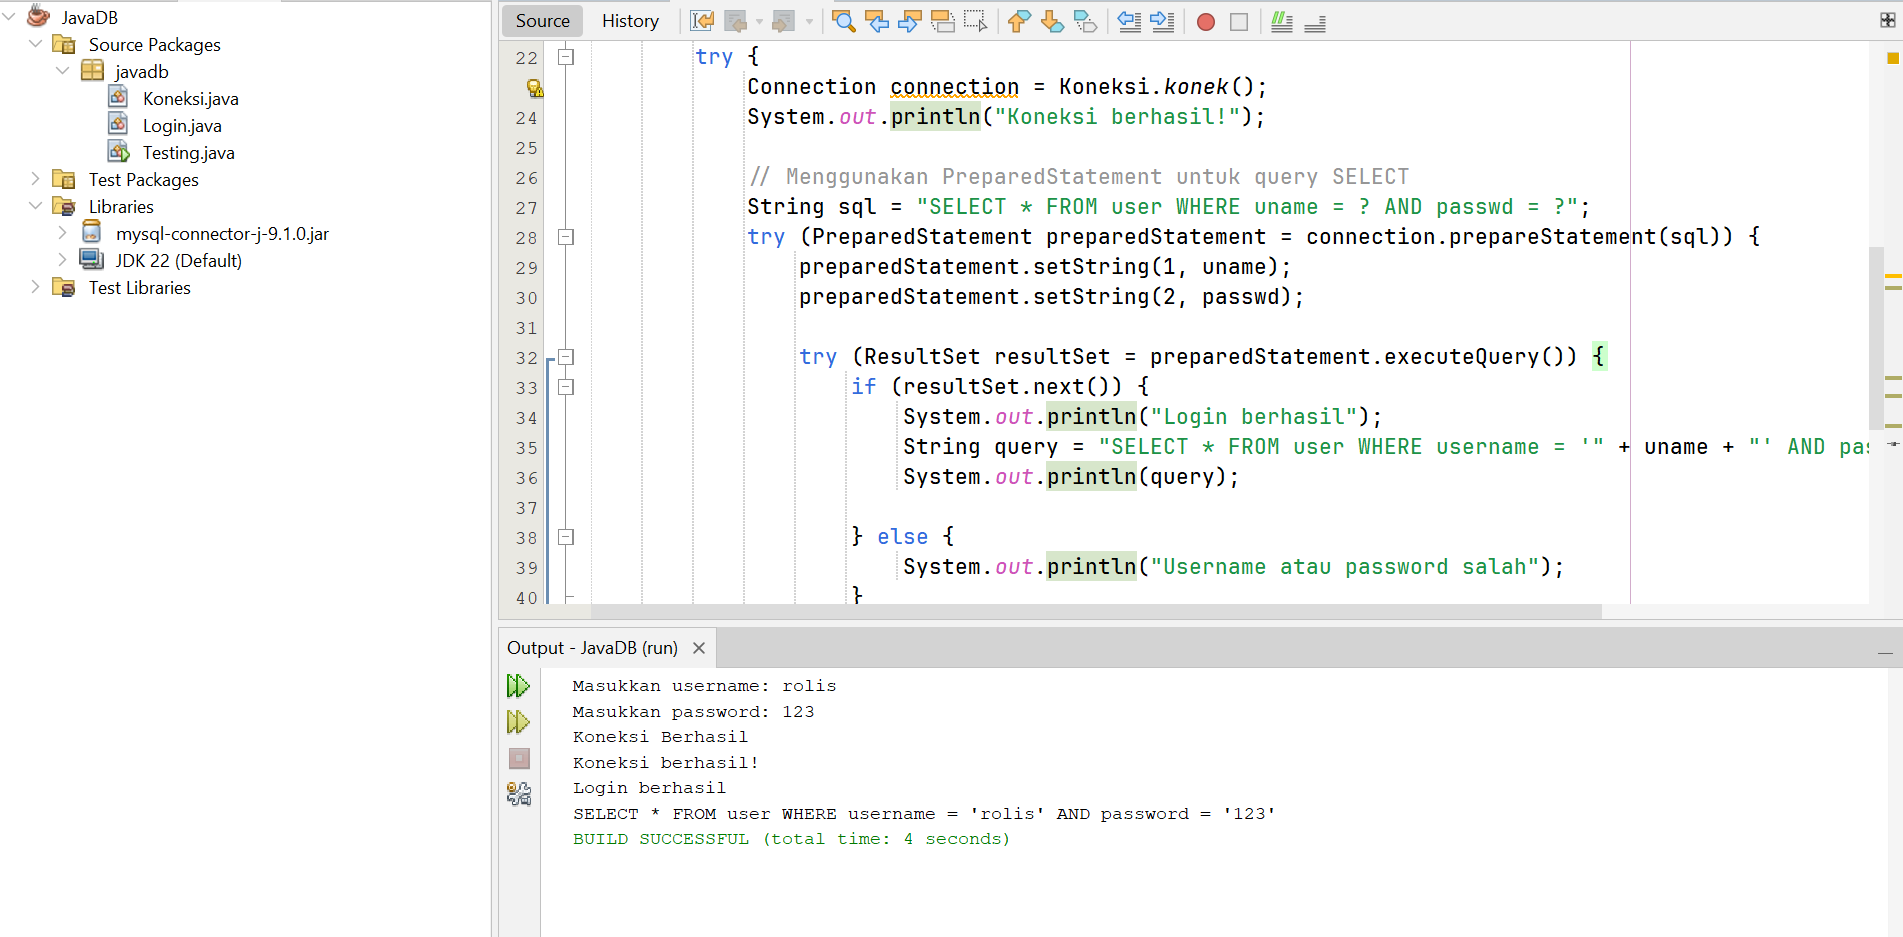 JavaDB
Source Packages
javadb
Koneksi.java
Login.java
Testing.java
Test Packages
Libraries
mysql-connector-j-9.1.0.jar
JDK 22 (Default)
Test Libraries
Source History
22 try {
Connection connection = Koneksi.konek();
24 System.out.println("Koneksi berhasil!");
25
26 // Menggunakan PreparedStatement untuk query SELECT
27 String sql = "SELECT * FROM user WHERE uname = ? AND passwd = ?";
28 try (PreparedStatement preparedStatement = connection.prepareStatement(sql)) {
29 preparedStatement.setString(1, uname);
30 preparedStatement.setString(2, passwd);
31
32 try (ResultSet resultSet = preparedStatement.executeQuery()) {
33 if (resultSet.next()) {
34 System.out.println("Login berhasil");
35 String query = "SELECT * FROM user WHERE username = '" + uname + "' AND pas
36 System.out.println(query);
37
38 } else {
39 System.out.println("Username atau password salah");
40 }
Output - JavaDB (run)
Masukkan username: rolis
Masukkan password: 123
Koneksi Berhasil
Koneksi berhasil!
Login berhasil
SELECT * FROM user WHERE username = 'rolis' AND password = '123'
BUILD SUCCESSFUL (total time: 4 seconds)